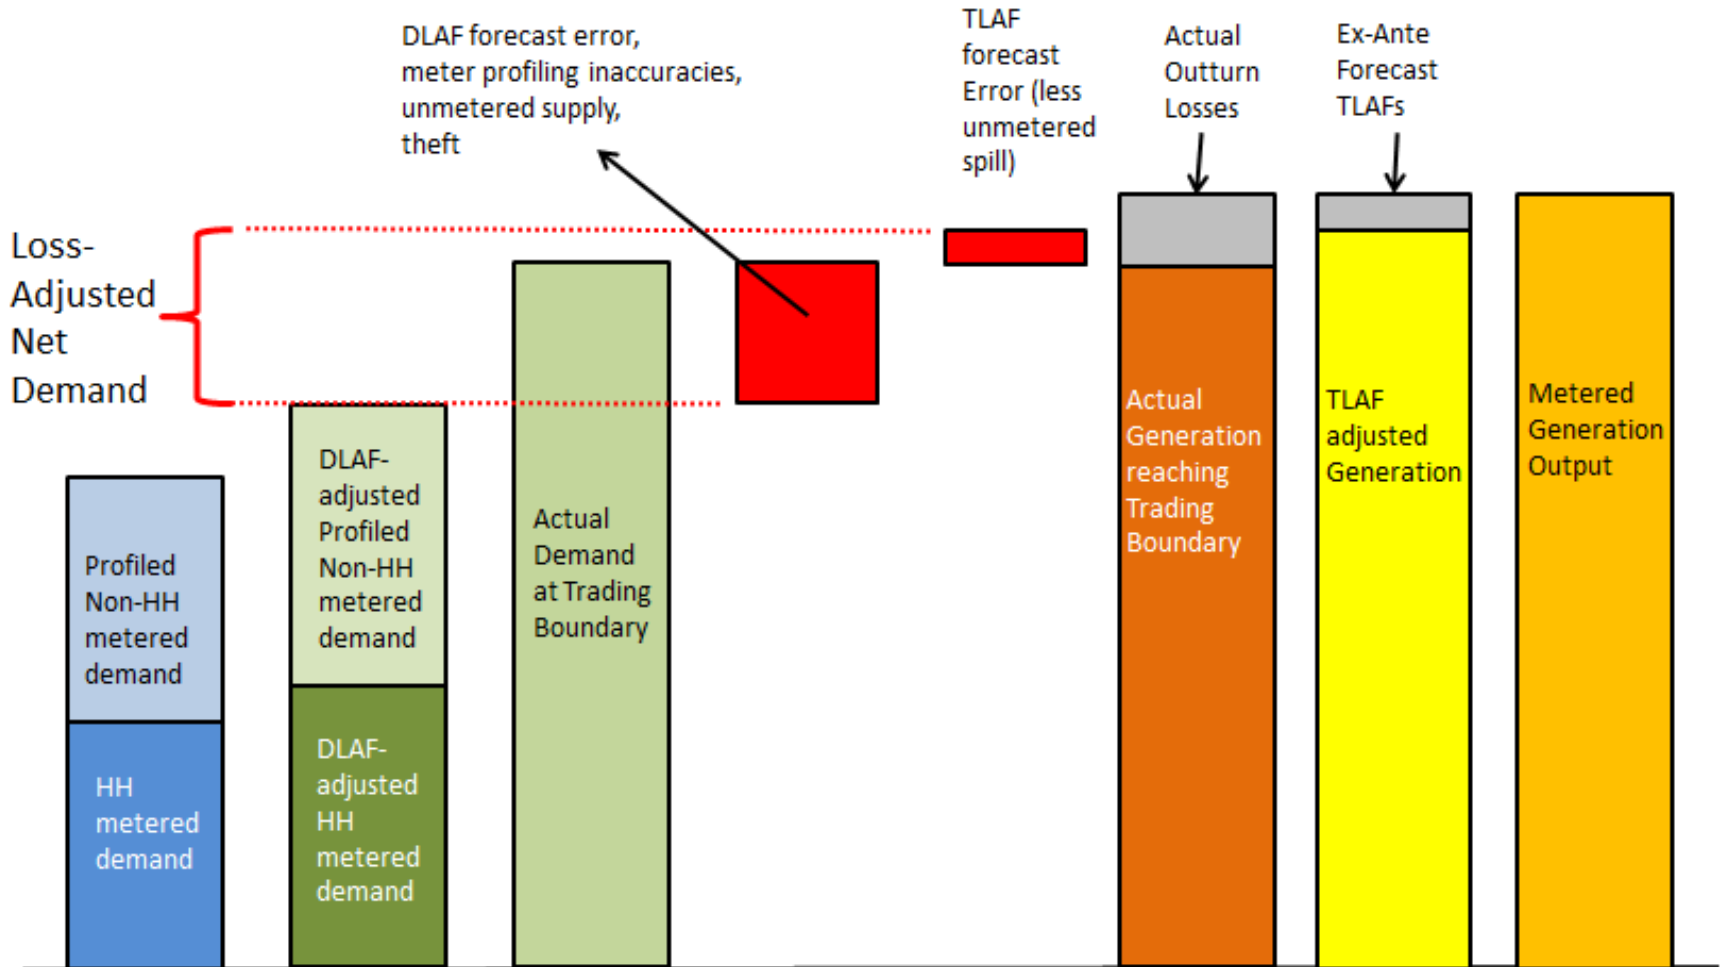 DLAF forecast error,
meter profiling inaccuracies,
unmetered supply,
theft
TLAF
forecast
Error (less
unmetered
spill)
Actual
Outturn
Losses
Ex-Ante
Forecast
TLAFs
Loss-
Adjusted
Net
Demand
Profiled
Non-HH
metered
demand
HH
metered
demand
DLAF-
adjusted
Profiled
Non-HH
metered
demand
DLAF-
adjusted
HH
metered
demand
Actual
Demand
at Trading
Boundary
Actual
Generation
reaching
Trading
Boundary
TLAF
adjusted
Generation
Metered
Generation
Output